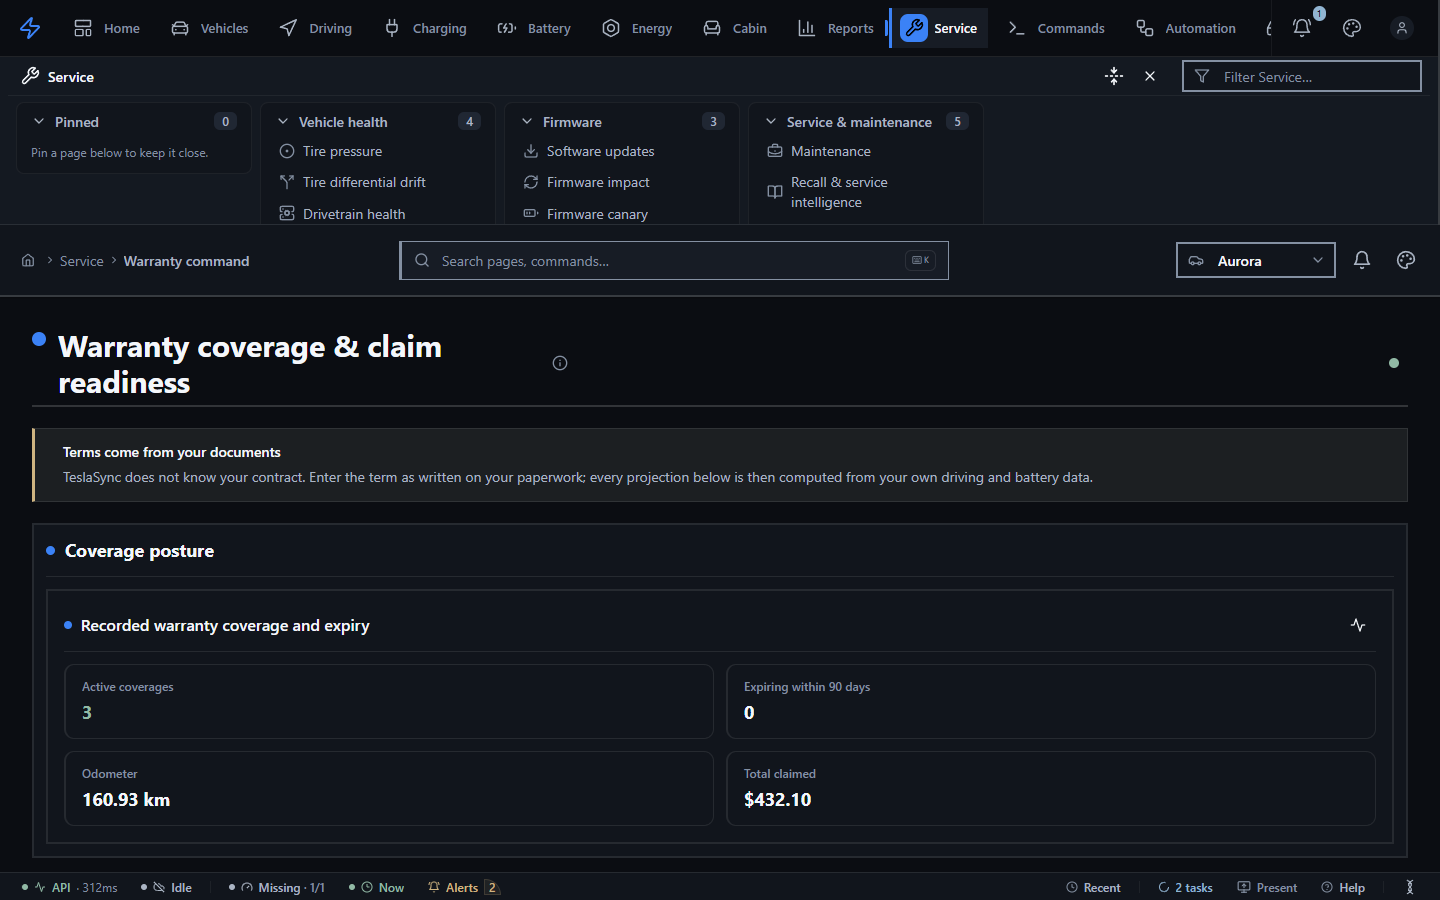 Home
Vehicles
Driving
Charging
Battery
Energy
Cabin
Reports
Service
Commands
Automation
1
Service
Filter Service...
Pinned
0
Pin a page below to keep it close.
Vehicle health
4
Tire pressure
Tire differential drift
Drivetrain health
Firmware
3
Software updates
Firmware impact
Firmware canary
Service & maintenance
5
Maintenance
Recall & service
intelligence
Service
Warranty command
Search pages, commands...
K
Aurora
Warranty coverage & claim
readiness
Terms come from your documents
TeslaSync does not know your contract. Enter the term as written on your paperwork; every projection below is then computed from your own driving and battery data.
Coverage posture
Recorded warranty coverage and expiry
Active coverages
3
Expiring within 90 days
0
Odometer
160.93 km
Total claimed
$432.10
API · 312ms
Idle
Missing · 1/1
Now
Alerts 2
Recent
2 tasks
Present
Help